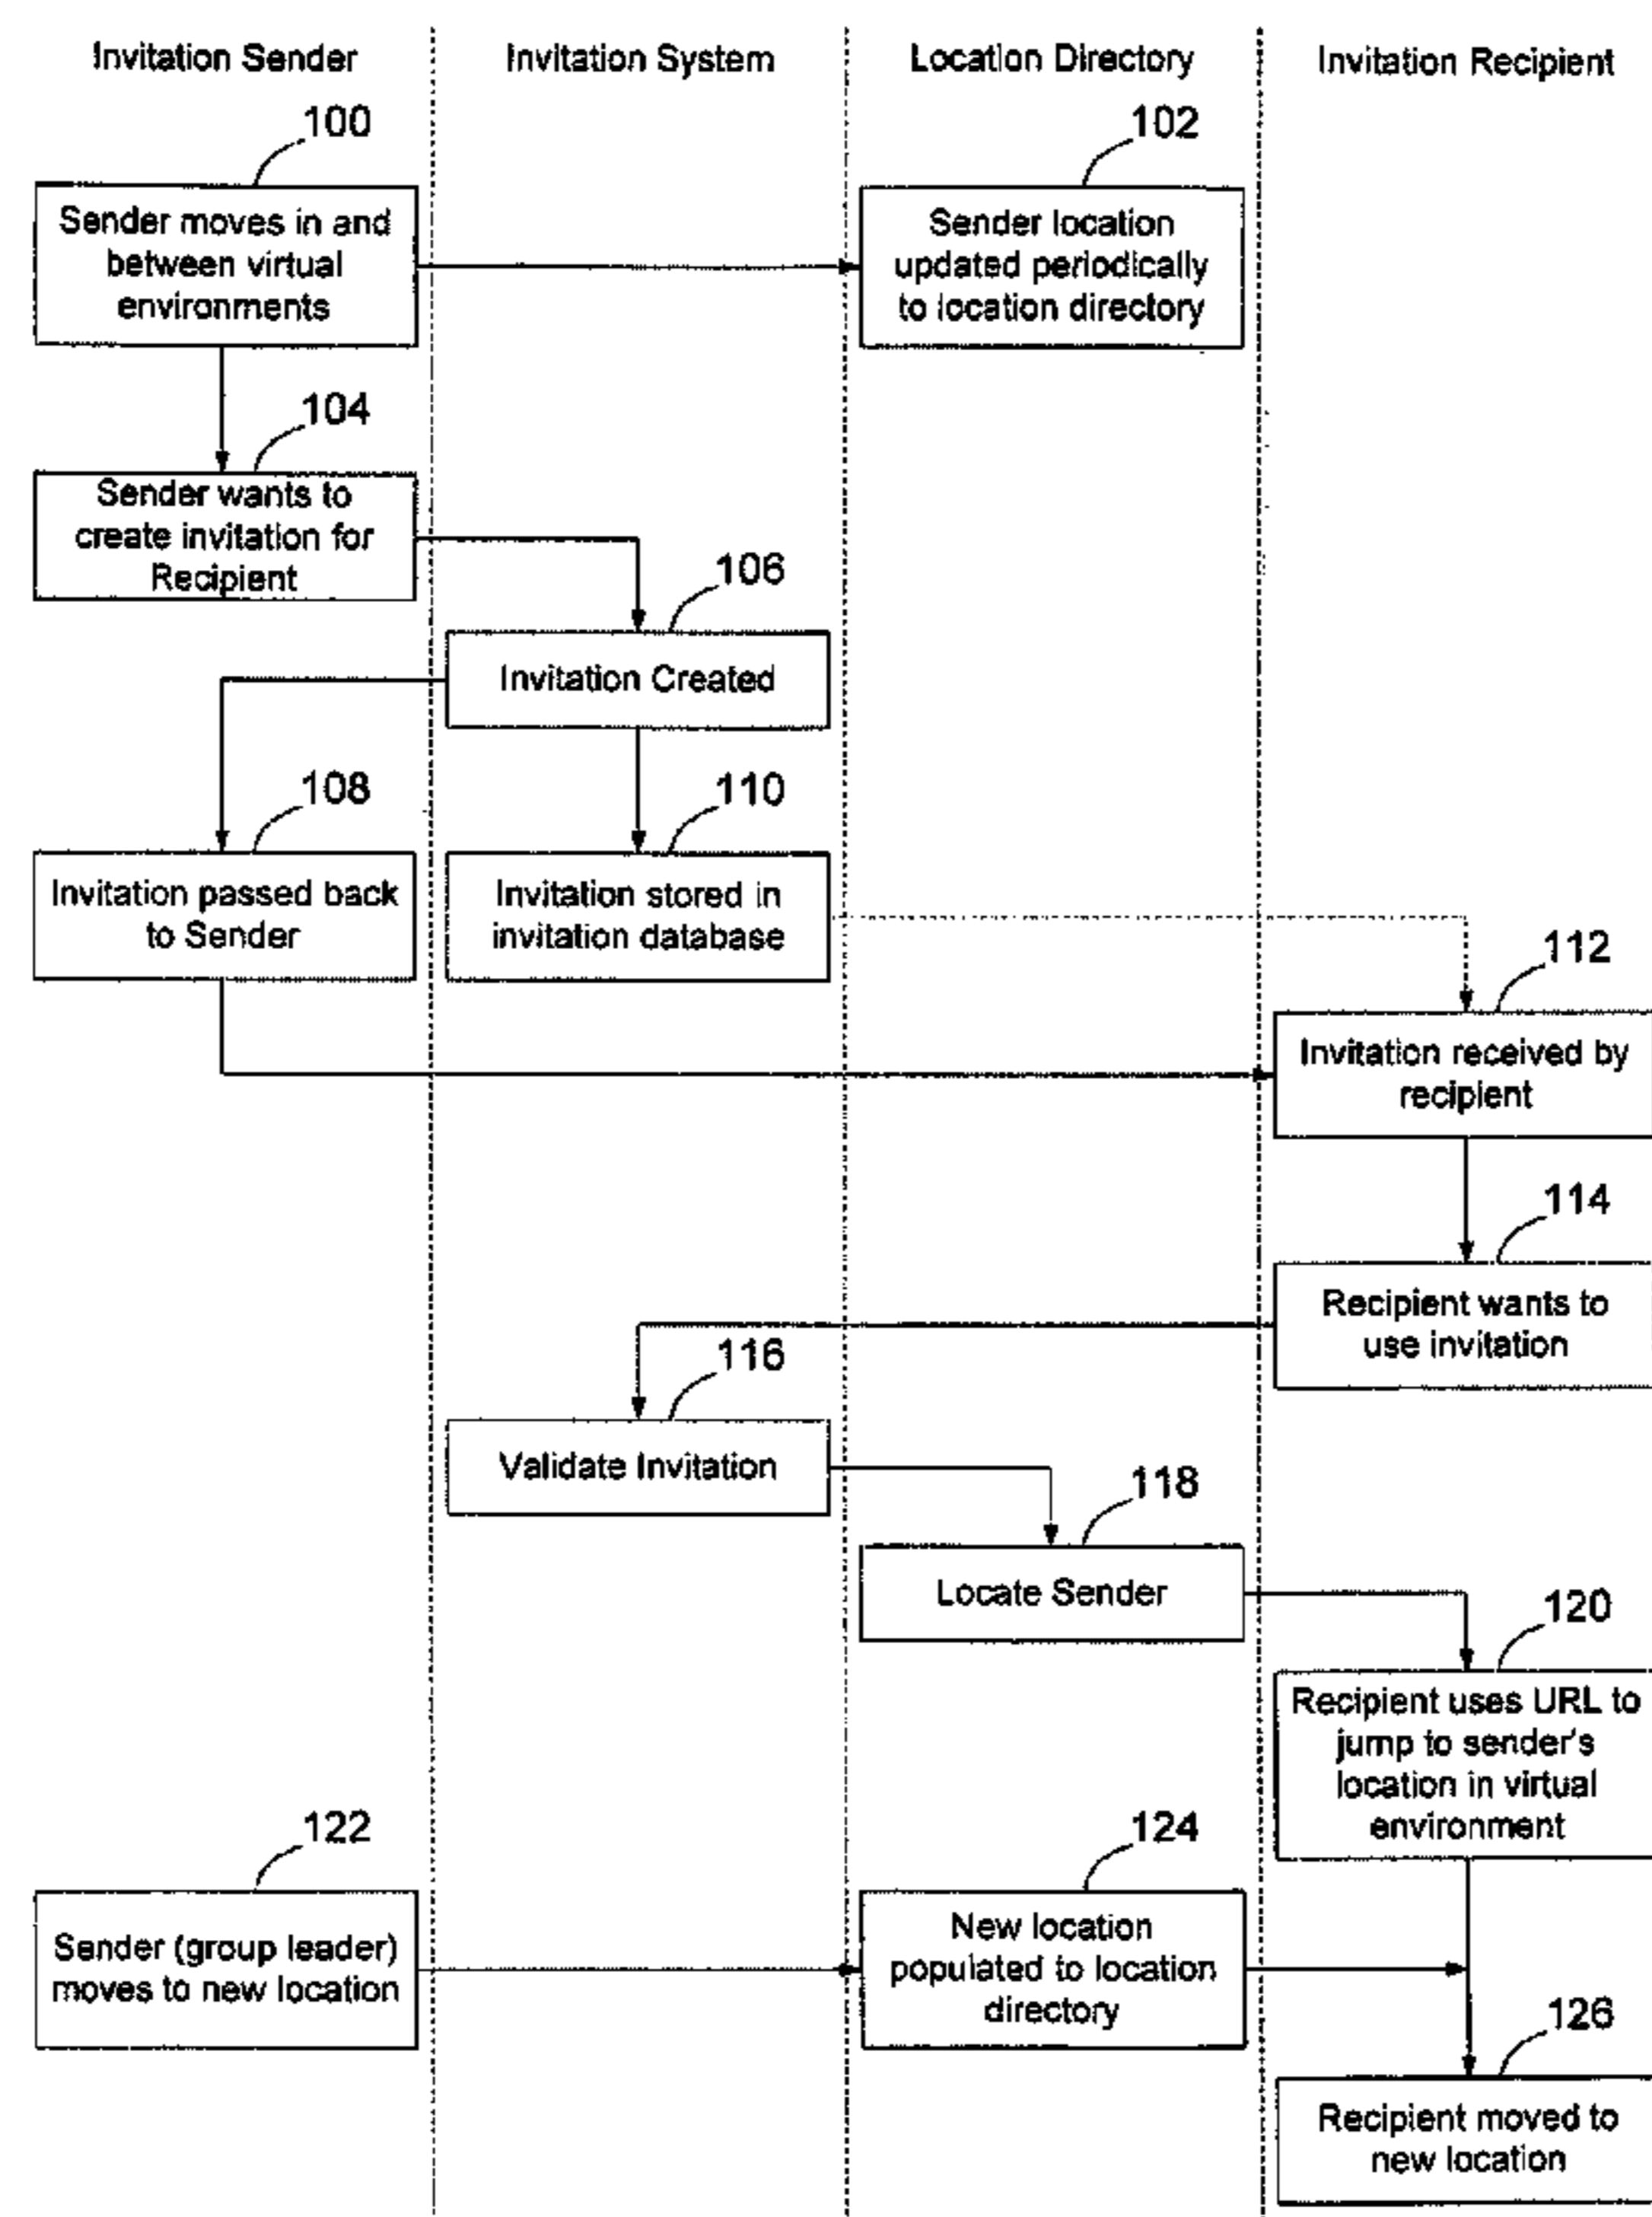 Invitation Sender
Invitation System
Location Directory
Invitation Recipient
100
102
Sender moves in and
between virtual
environments
Sender location
updated periodically
to location directory
104
Sender wants to
create invitation for
Recipient
106
Invitation Created
108
110
Invitation passed back
to Sender
Invitation stored in
invitation database
112
Invitation received by
recipient
114
Recipient wants to
use invitation
116
Validate Invitation
118
Locate Sender
120
Recipient uses URL to
jump to sender's
location in virtual
environment
122
124
Sender (group leader)
moves to new location
New location
populated to location
directory
126
Recipient moved to
new location